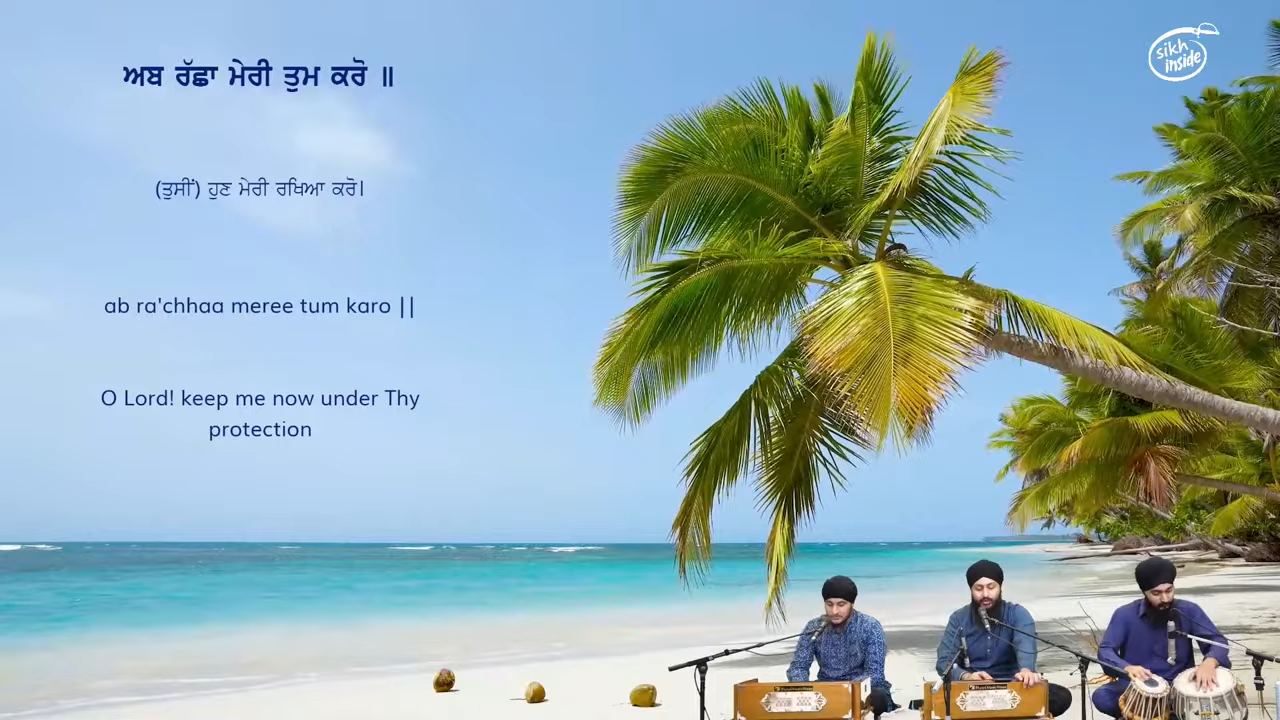 ਅਬ ਰੱਛਾ ਮੇਰੀ ਤੁਮ ਕਰੋ ॥
(ਤੁਸੀਂ) ਹੁਣ ਮੇਰੀ ਰਖਿਆ ਕਰੋ।
ab ra'chhaa meree tum karo ||
O Lord! keep me now under Thy
protection
sikh
inside